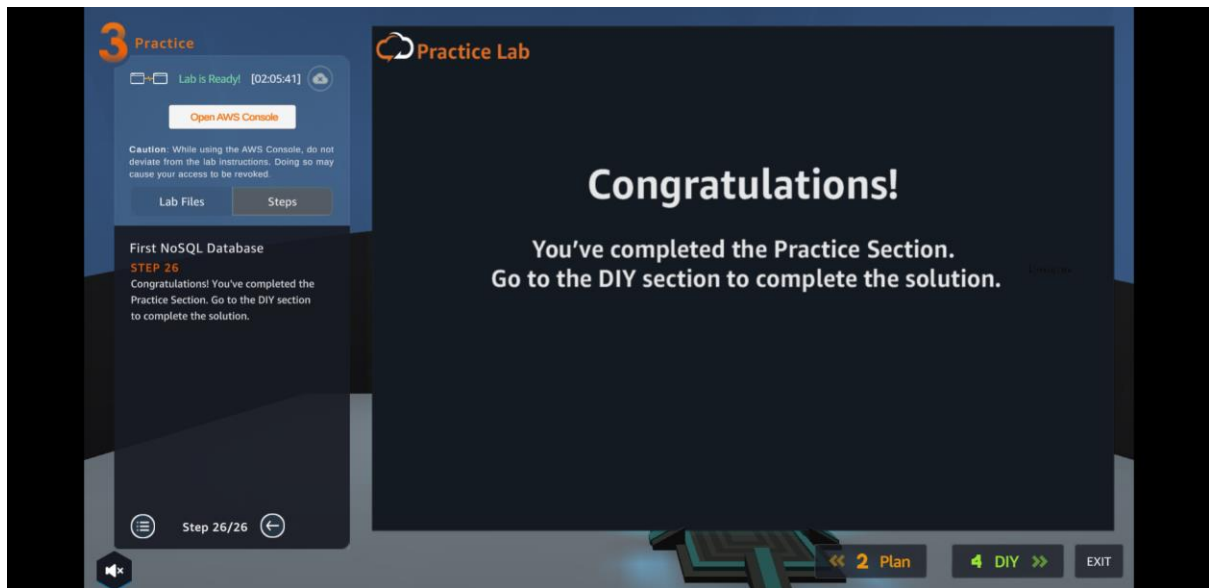 3 Practice
Lab is Ready! [02:05:41]
Open AWS Console
Caution: While using the AWS Console, do not
deviate from the lab instructions. Doing so may
cause your access to be revoked.
Lab Files Steps
First NoSQL Database
STEP 26
Congratulations! You've completed the
Practice Section. Go to the DIY section
to complete the solution.
Step 26/26
Practice Lab
Congratulations!
You've completed the Practice Section.
Go to the DIY section to complete the solution.
2 Plan
4 DIY
EXIT